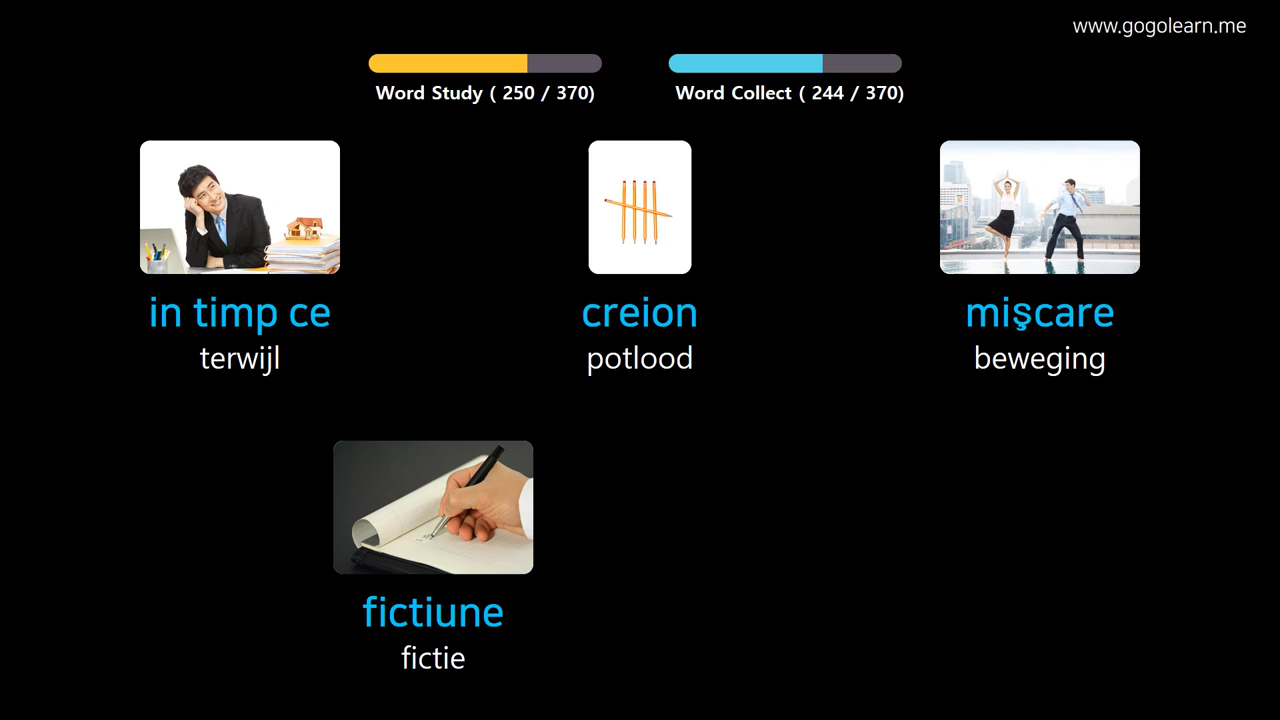 www.gogolearn.me
Word Study ( 250 / 370)
Word Collect ( 244 / 370)
in timp ce
creion
mişcare
terwijl
potlood
beweging
fictiune
fictie